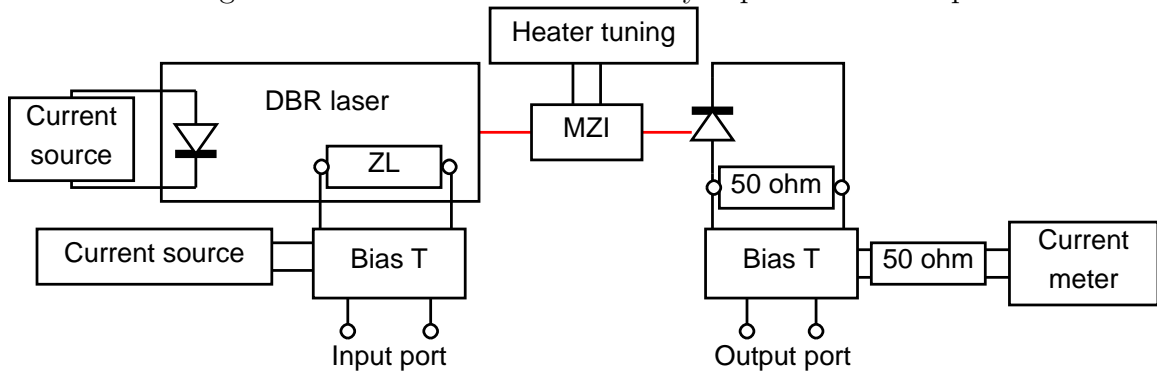 Heater tuning
DBR laser
Current
source
MZI
ZL
50 ohm
Current source
Bias T
Bias T
50 ohm
Current
meter
Input port
Output port